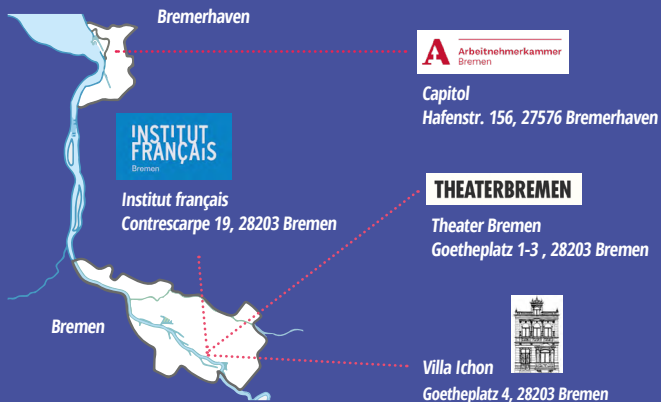 Bremerhaven
Arbeitnehmerkammer
Bremen
Capitol
Hafenstr. 156, 27576 Bremerhaven
INSTITUT
FRANÇAIS
Bremen
Institut français
Contrescarpe 19, 28203 Bremen
THEATERBREMEN
Theater Bremen
Goetheplatz 1-3 , 28203 Bremen
Bremen
Villa Ichon
Goetheplatz 4, 28203 Bremen